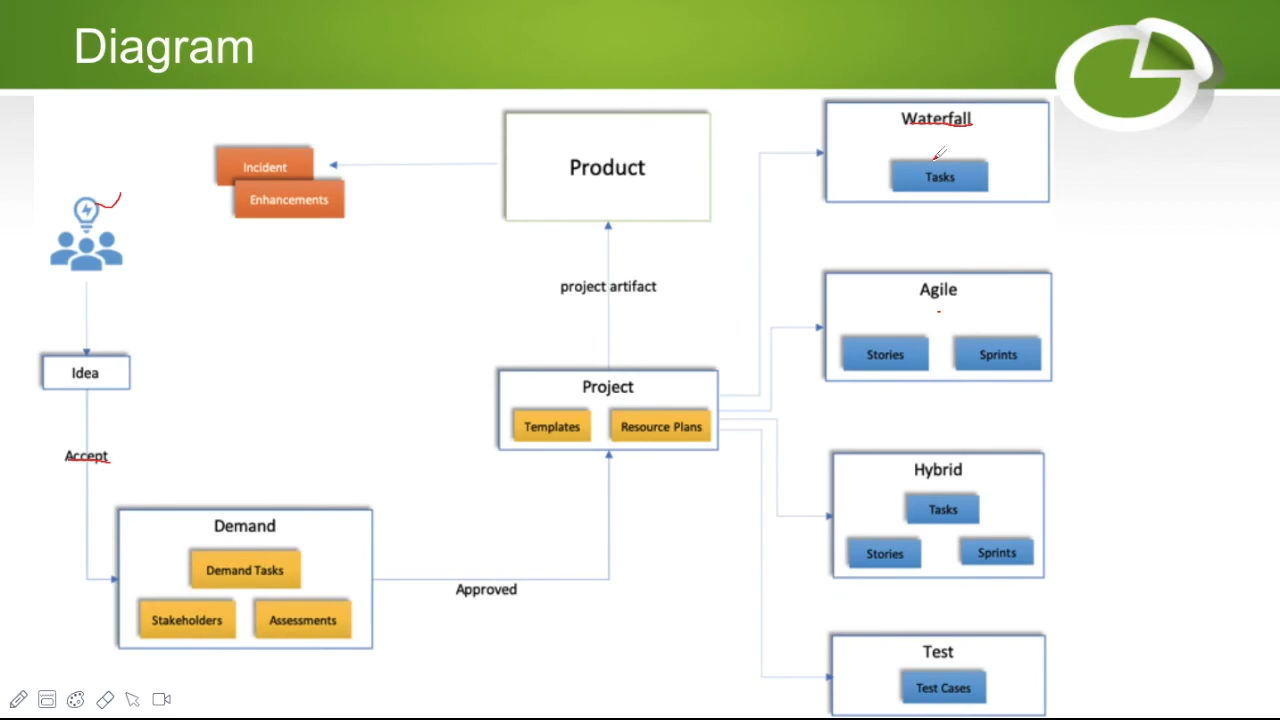 Diagram
Incident
Enhancements
Product
project artifact
Idea
Accept
Demand
Demand Tasks
Stakeholders
Assessments
Approved
Project
Templates
Resource Plans
Waterfall
Tasks
Agile
Stories
Sprints
Hybrid
Tasks
Stories
Sprints
Test
Test Cases